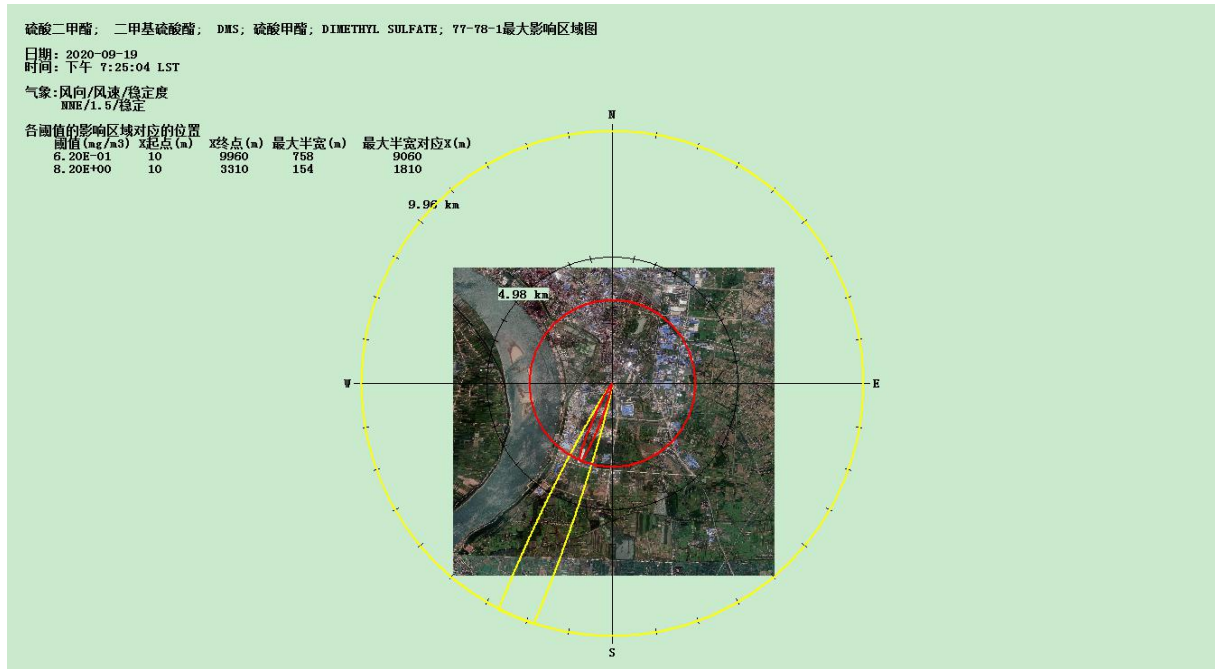 硫酸二甲酯; 二甲基硫酸酯; DMS; 硫酸甲酯; DIMETHYL SULFATE; 77-78-1最大影响区域图
日期: 2020-09-19
时间: 下午 7:25:04 LST
气象:风向/风速/稳定度
NNE/1.5/稳定
各阈值的影响区域对应的位置
阈值(mg/m3) X起点(m) X终点(m) 最大半宽(m) 最大半宽对应X(m)
6.20E-01 10 9960 758 9060
8.20E+00 10 3310 154 1810
N
9.96 km
4.98 km
W
E
S